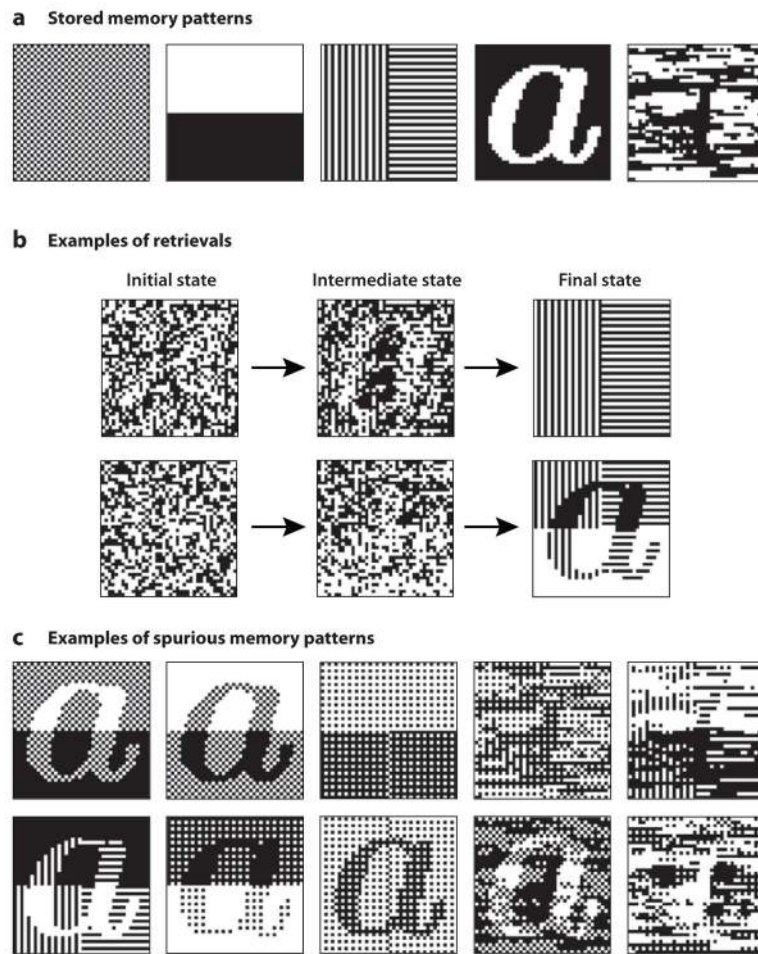 a Stored memory patterns
a
b Examples of retrievals
Initial state Intermediate state Final state
a
c Examples of spurious memory patterns
a a
a a a a